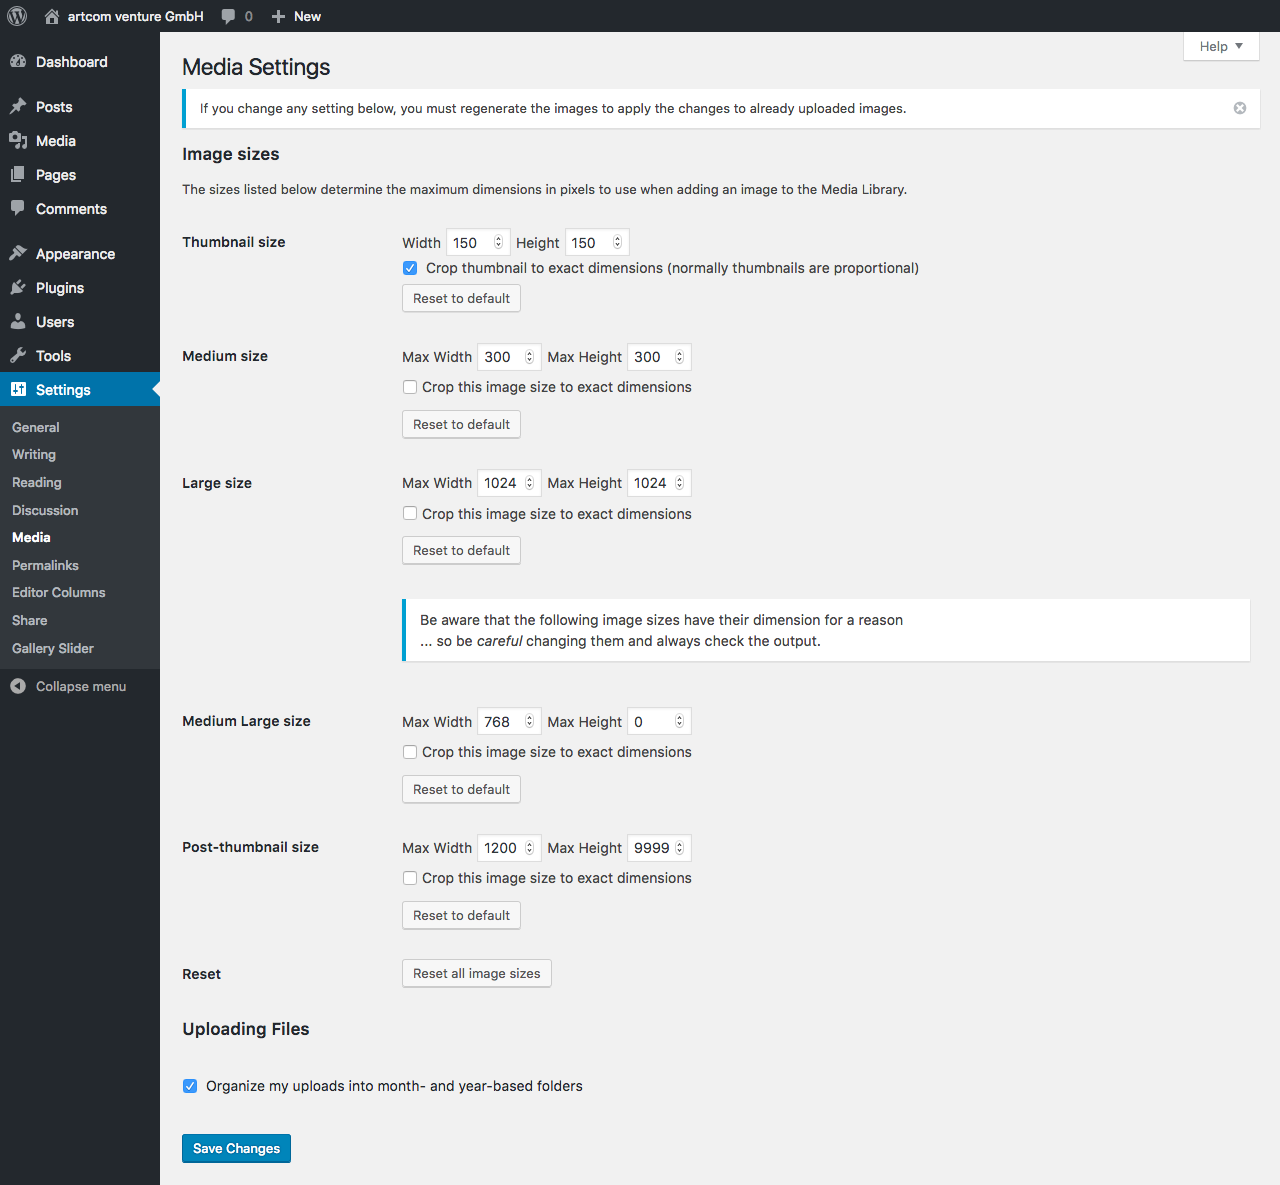 artcom venture GmbH 0 New
Help
Dashboard
Posts
Media
Pages
Comments
Appearance
Plugins
Users
Tools
Settings
General
Writing
Reading
Discussion
Media
Permalinks
Editor Columns
Share
Gallery Slider
Collapse menu
Media Settings
If you change any setting below, you must regenerate the images to apply the changes to already uploaded images.
Image sizes
The sizes listed below determine the maximum dimensions in pixels to use when adding an image to the Media Library.
Thumbnail size
Width 150 Height 150
Crop thumbnail to exact dimensions (normally thumbnails are proportional)
Reset to default
Medium size
Max Width 300 Max Height 300
Crop this image size to exact dimensions
Reset to default
Large size
Max Width 1024 Max Height 1024
Crop this image size to exact dimensions
Reset to default
Be aware that the following image sizes have their dimension for a reason
... so be careful changing them and always check the output.
Medium Large size
Max Width 768 Max Height 0
Crop this image size to exact dimensions
Reset to default
Post-thumbnail size
Max Width 1200 Max Height 9999
Crop this image size to exact dimensions
Reset to default
Reset
Reset all image sizes
Uploading Files
Organize my uploads into month- and year-based folders
Save Changes